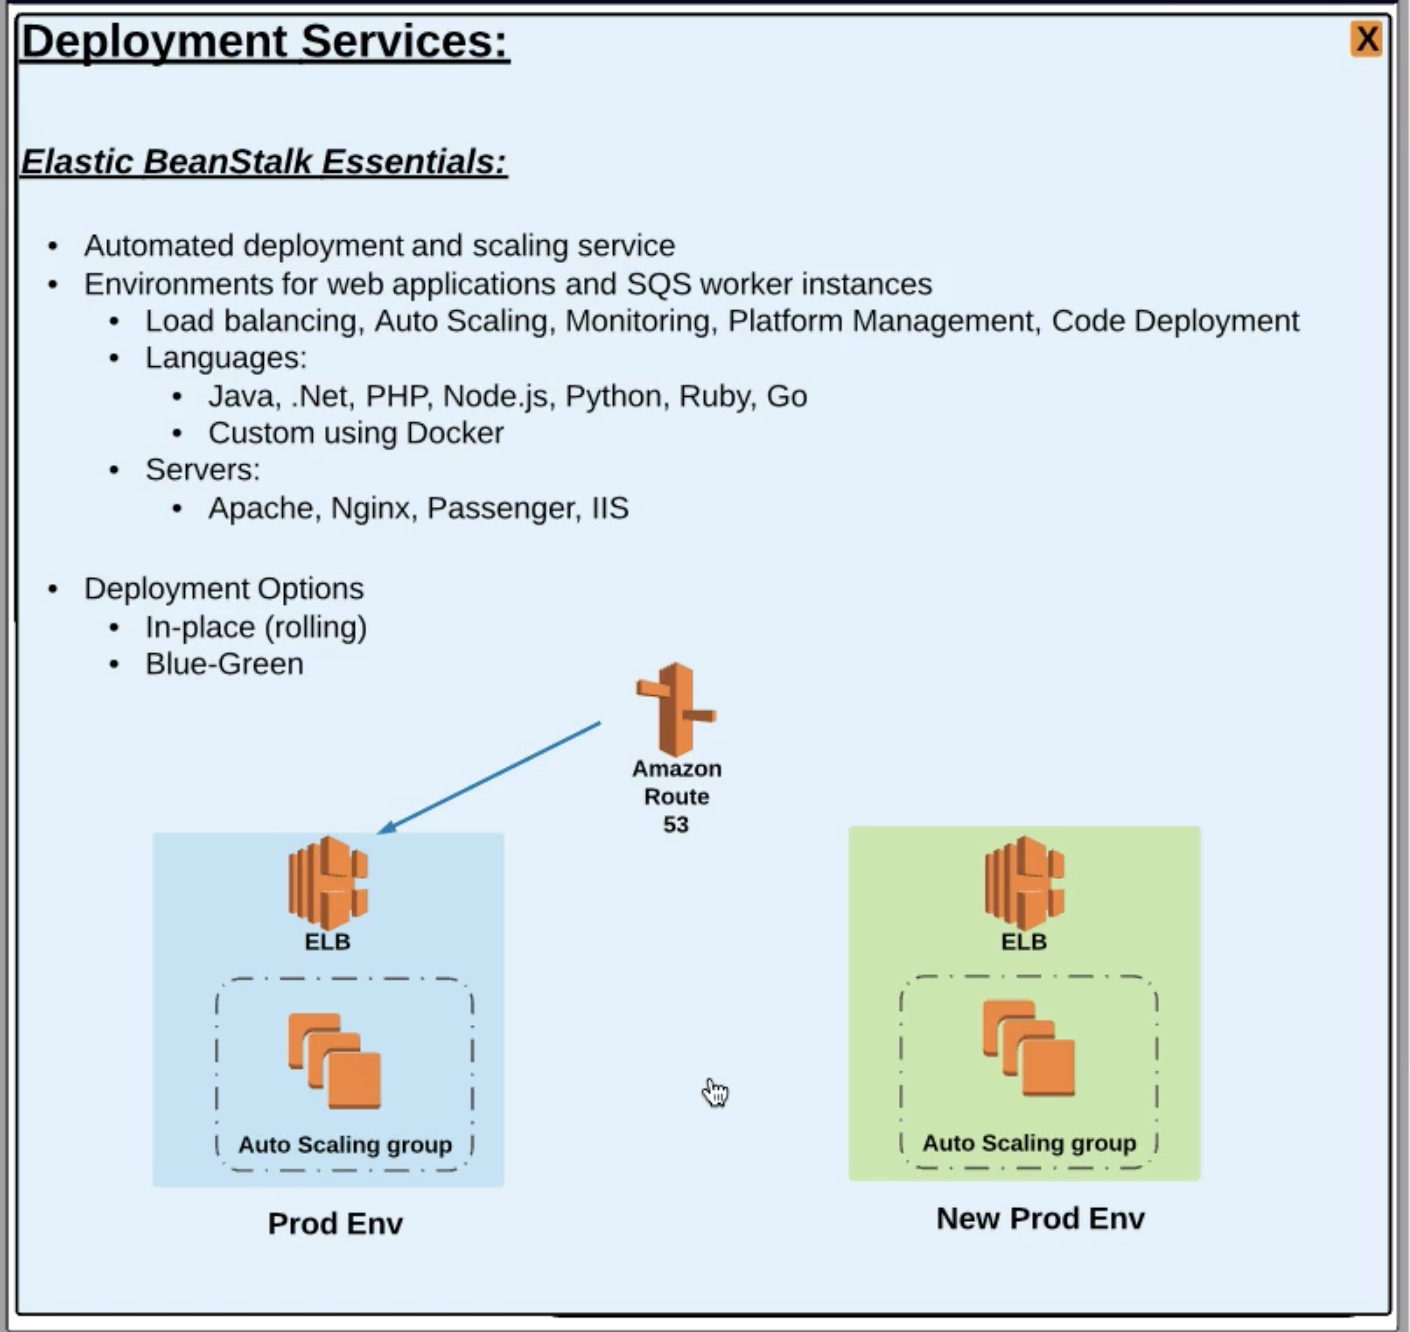 Deployment Services:
X
Elastic BeanStalk Essentials:
• Automated deployment and scaling service
• Environments for web applications and SQS worker instances
• Load balancing, Auto Scaling, Monitoring, Platform Management, Code Deployment
• Languages:
• Java, .Net, PHP, Node.js, Python, Ruby, Go
• Custom using Docker
• Servers:
• Apache, Nginx, Passenger, IIS
• Deployment Options
• In-place (rolling)
• Blue-Green
Amazon
Route
53
ELB
Auto Scaling group
Prod Env
ELB
Auto Scaling group
New Prod Env